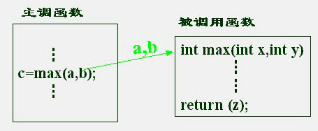 主调函数
被调用函数
⋮
c=max(a,b);
⋮
a,b
int max(int x,int y)
⋮
return (z);